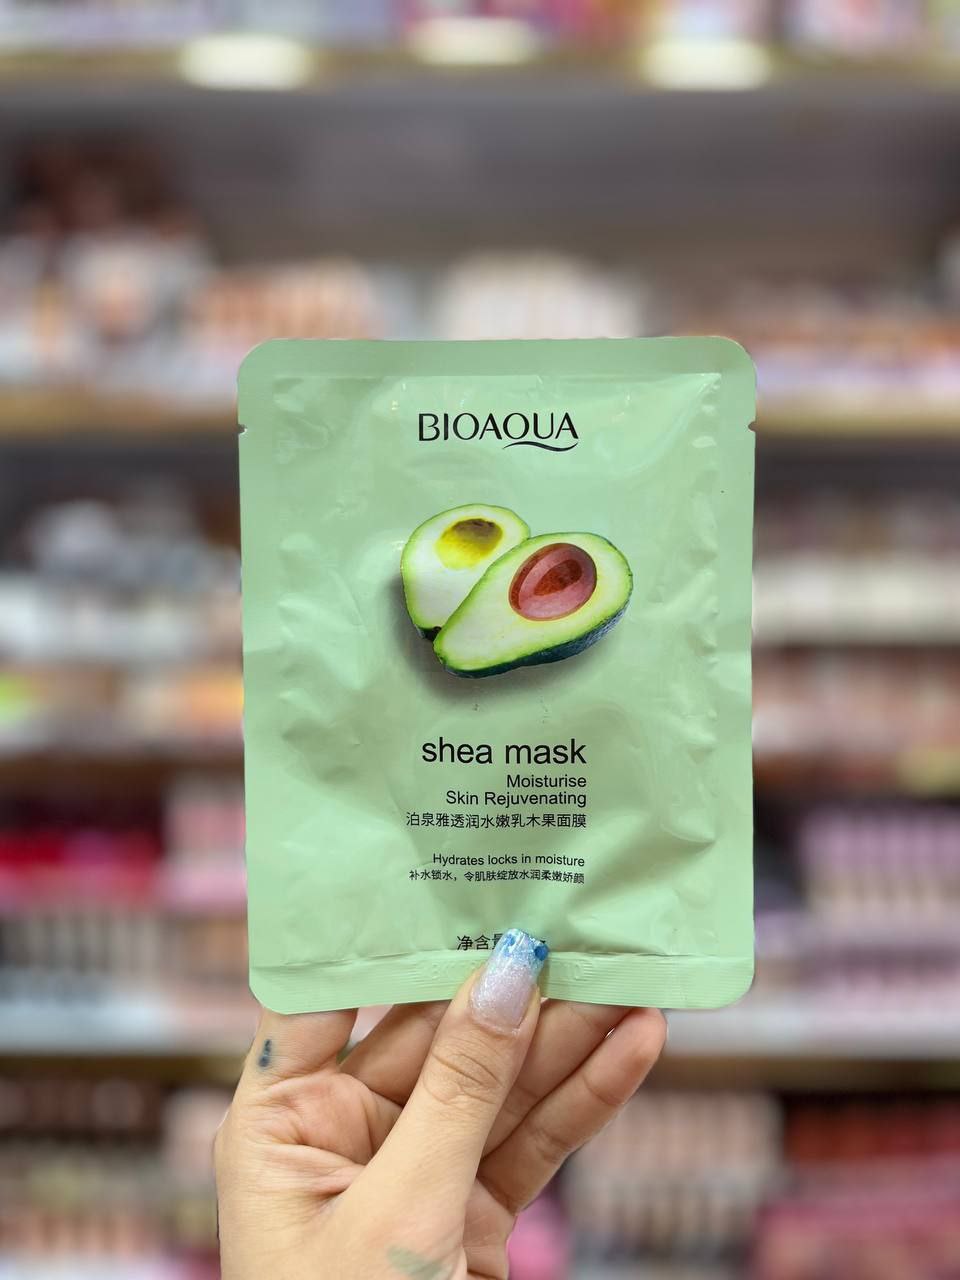 BIOAQUA
shea mask
Moisturise
Skin Rejuvenating
泊泉雅透润水嫩乳木果面膜
Hydrates locks in moisture
补水锁水，令肌肤绽放水润柔嫩娇颜
净含